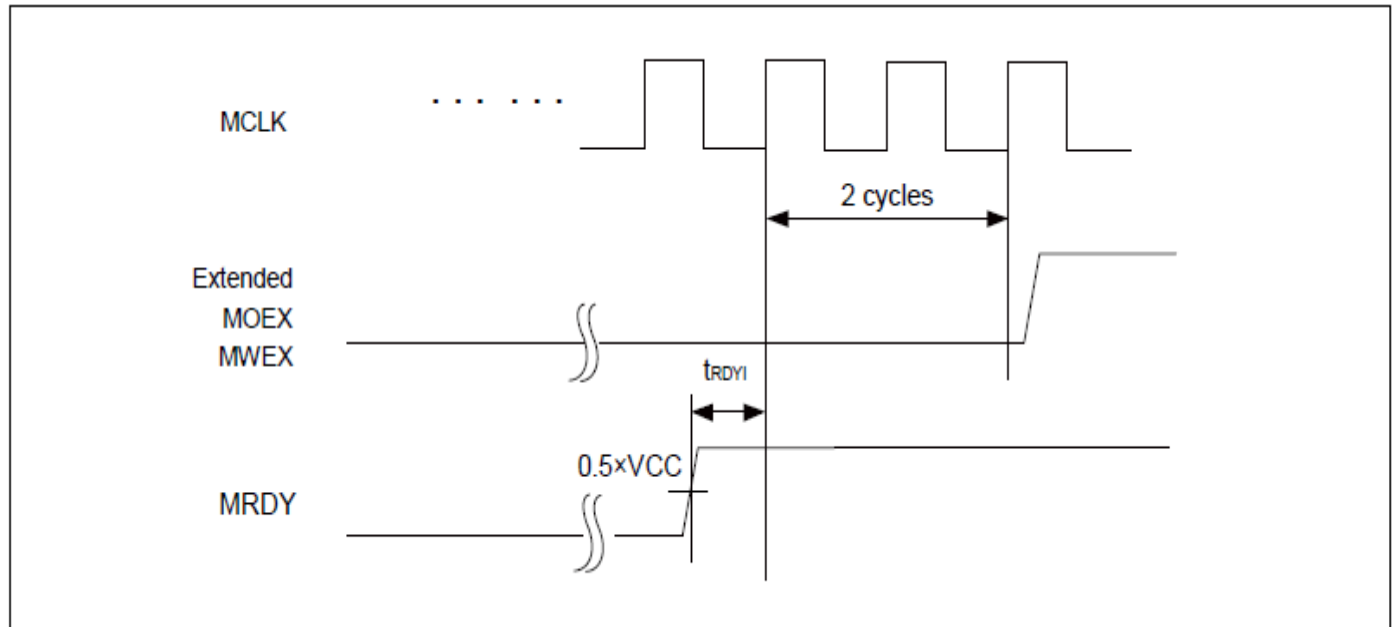 MCLK
2 cycles
Extended
MOEX
MWEX
tRDYI
0.5×VCC
MRDY